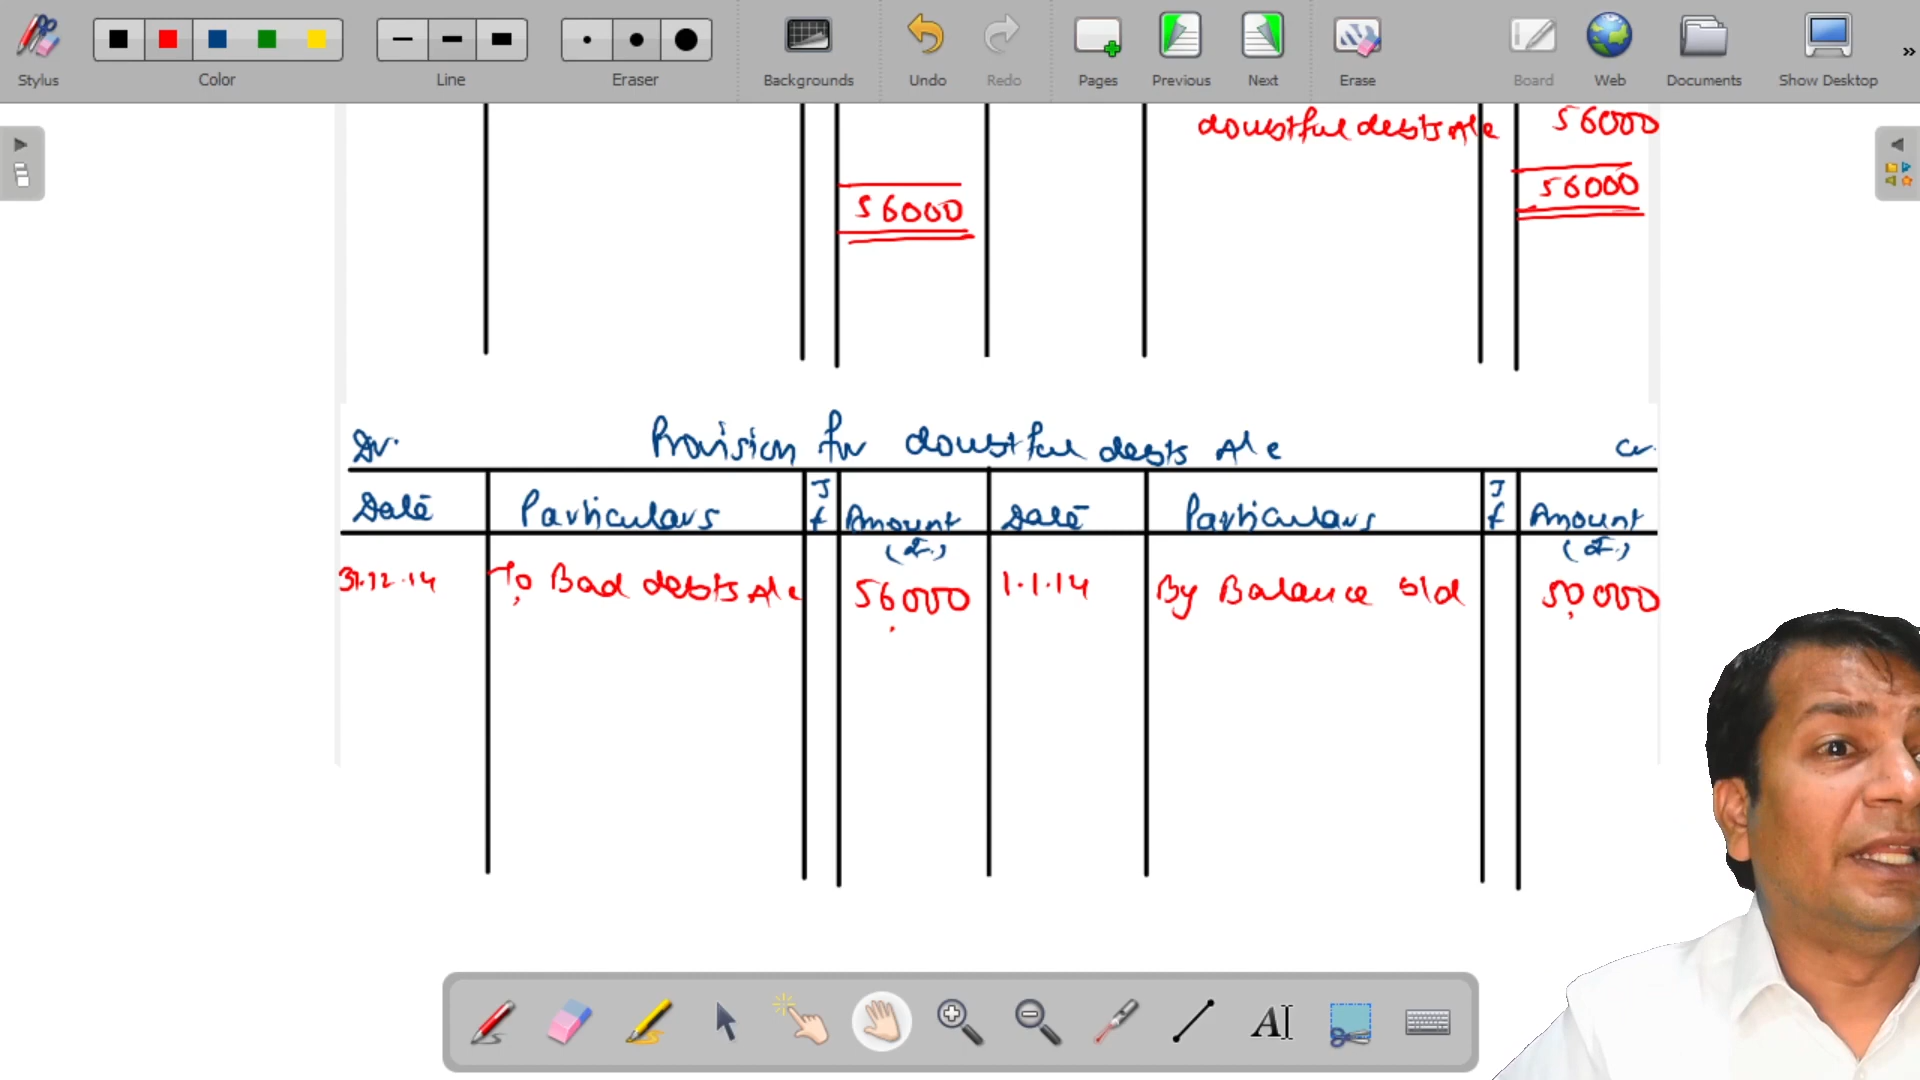 Stylus Color Line Eraser Backgrounds Undo Redo Pages Previous Next Erase Board Web Documents Show Desktop »
doubtful debts A/c 56000
56000
56000
Dr. Provision for doubtful debts A/c Cr.
Date Particulars J f Amount (₹.) Date Particulars J f Amount (₹.)
31.12.14 To Bad debts A/c 56000 1.1.14 By Balance b/d 50000